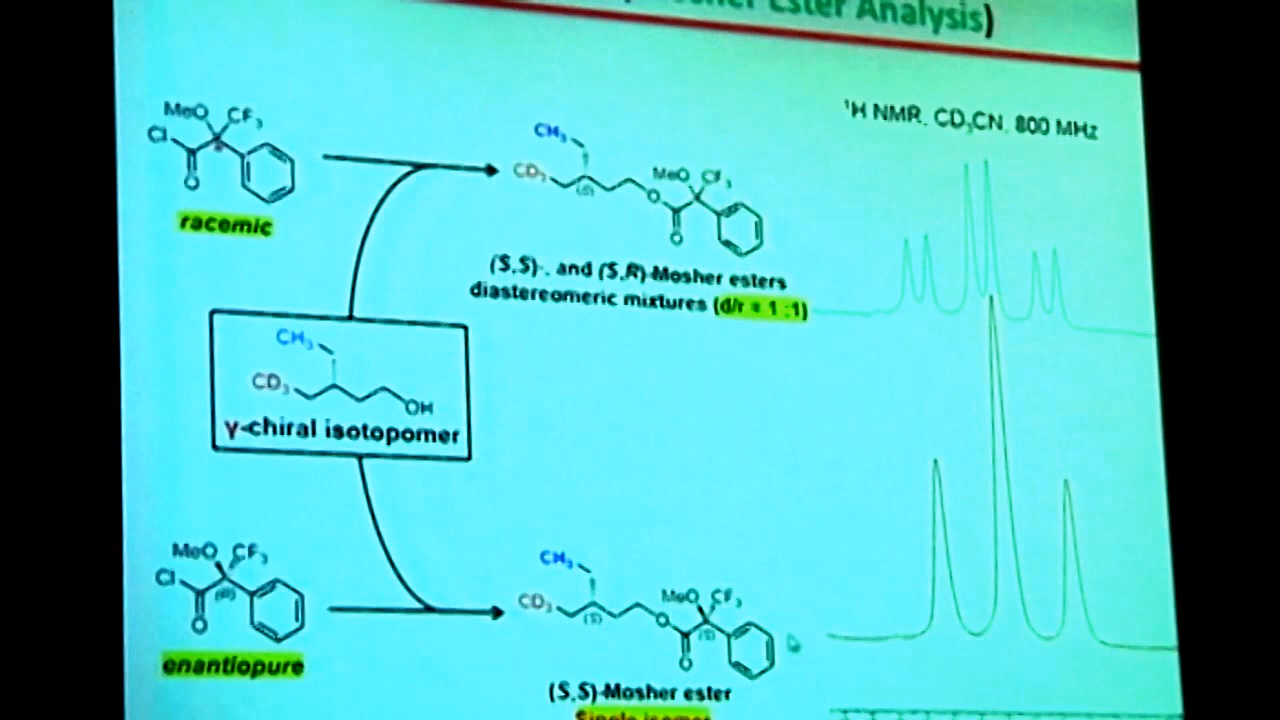 Mosher Ester Analysis)
¹H NMR, CD₃CN, 800 MHz
MeO CF₃
Cl
O
racemic
CH₃
CD₃
(S)
O
MeO CF₃
O
(S,S)-, and (S,R)-Mosher esters
diastereomeric mixtures (d/r = 1 :1)
CH₃
CD₃
OH
γ-chiral isotopomer
MeO CF₃
Cl
(R)
O
enantiopure
CH₃
CD₃
(S)
O
MeO CF₃
(S)
O
(S,S)-Mosher ester
Single isomer